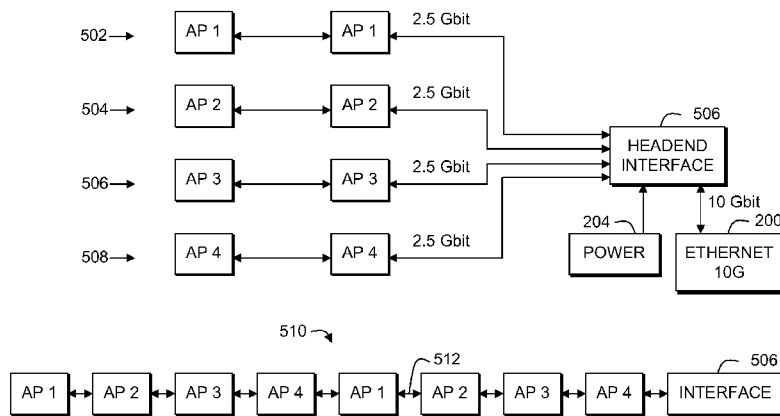 502 AP 1 AP 1 2.5 Gbit
504 AP 2 AP 2 2.5 Gbit
506
HEADEND
INTERFACE
506 AP 3 AP 3 2.5 Gbit
10 Gbit
204 200
508 AP 4 AP 4 2.5 Gbit
POWER
ETHERNET
10G
510
512
506
AP 1 AP 2 AP 3 AP 4 AP 1 AP 2 AP 3 AP 4 INTERFACE